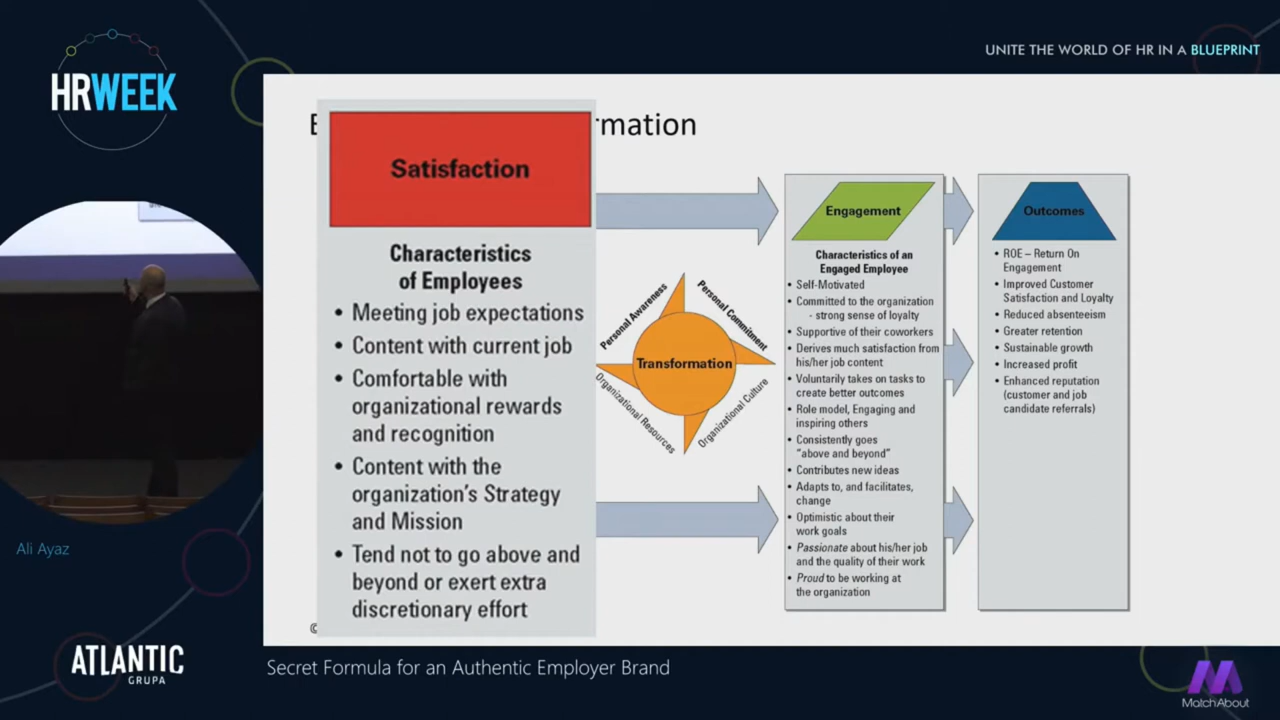 HRWEEK
UNITE THE WORLD OF HR IN A BLUEPRINT
rmation
Satisfaction
Characteristics
of Employees
• Meeting job expectations
• Content with current job
• Comfortable with
organizational rewards
and recognition
• Content with the
organization's Strategy
and Mission
• Tend not to go above and
beyond or exert extra
discretionary effort
Personal Awareness
Personal Commitment
Transformation
Organizational Resources
Organizational Culture
Engagement
Characteristics of an
Engaged Employee
• Self-Motivated
• Committed to the organization
- strong sense of loyalty
• Supportive of their coworkers
• Derives much satisfaction from
his/her job content
• Voluntarily takes on tasks to
create better outcomes
• Role model, Engaging and
inspiring others
• Consistently goes
"above and beyond"
• Contributes new ideas
• Adapts to, and facilitates,
change
• Optimistic about their
work goals
• Passionate about his/her job
and the quality of their work
• Proud to be working at
the organization
Outcomes
• ROE – Return On
Engagement
• Improved Customer
Satisfaction and Loyalty
• Reduced absenteeism
• Greater retention
• Sustainable growth
• Increased profit
• Enhanced reputation
(customer and job
candidate referrals)
©
Ali Ayaz
ATLANTIC
GRUPA
Secret Formula for an Authentic Employer Brand
MatchAbout